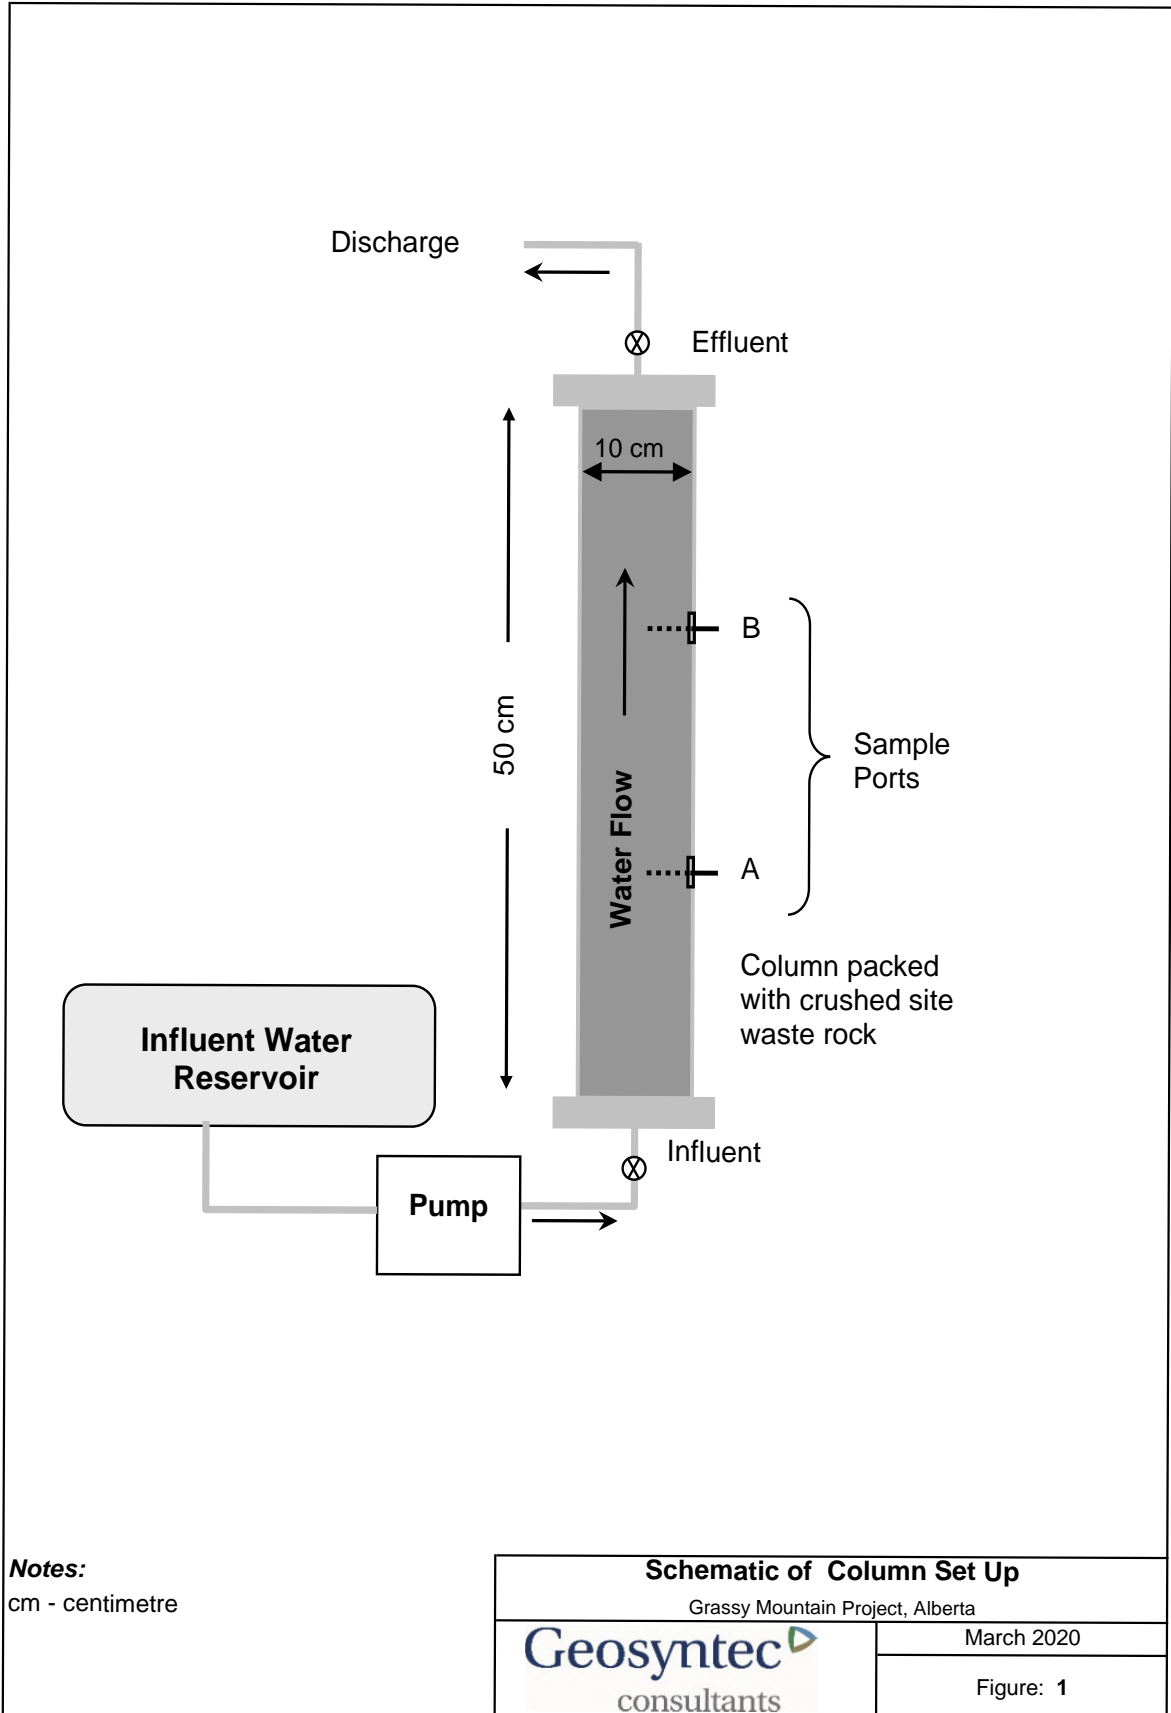 Discharge
Effluent
10 cm
B
50 cm
Sample
Ports
Water Flow
A
Column packed
with crushed site
waste rock
Influent Water
Reservoir
Influent
Pump
Notes:
cm - centimetre
Schematic of Column Set Up
Grassy Mountain Project, Alberta
Geosyntec
consultants
March 2020
Figure: 1